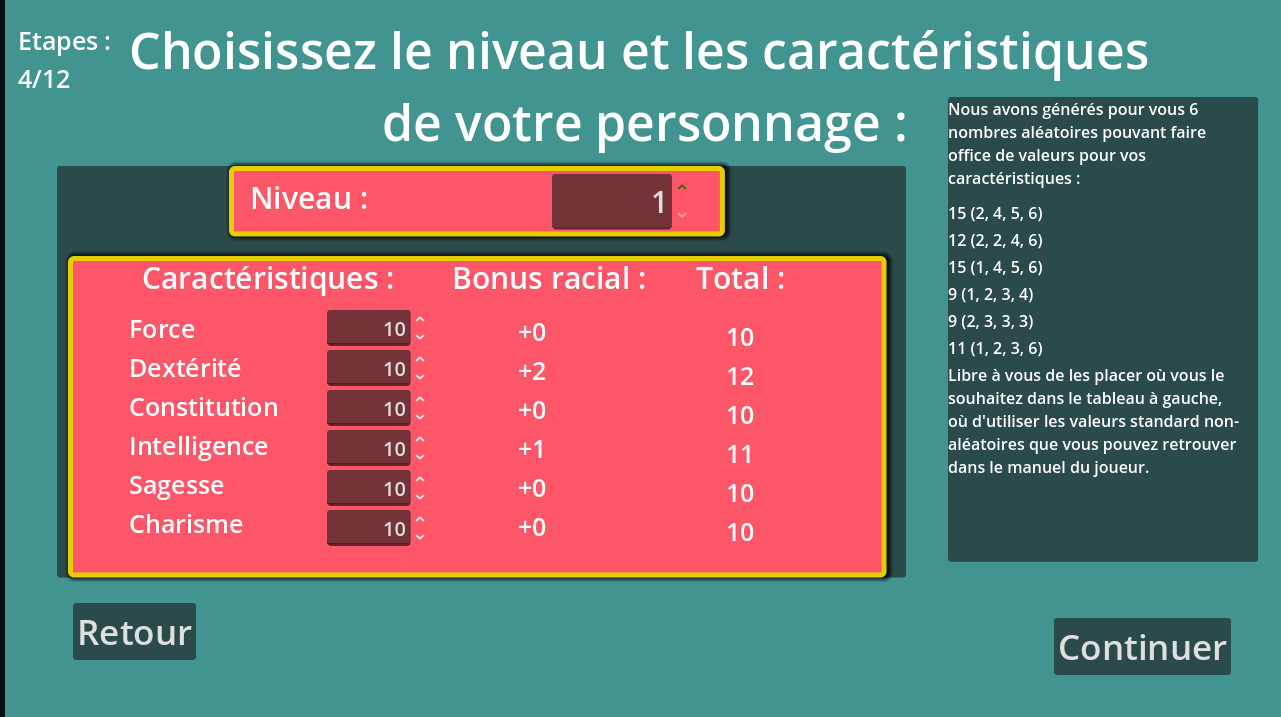 Etapes :
4/12
Choisissez le niveau et les caractéristiques
de votre personnage :
Niveau : 1
Caractéristiques : Bonus racial : Total :
Force 10 +0 10
Dextérité 10 +2 12
Constitution 10 +0 10
Intelligence 10 +1 11
Sagesse 10 +0 10
Charisme 10 +0 10
Nous avons générés pour vous 6
nombres aléatoires pouvant faire
office de valeurs pour vos
caractéristiques :
15 (2, 4, 5, 6)
12 (2, 2, 4, 6)
15 (1, 4, 5, 6)
9 (1, 2, 3, 4)
9 (2, 3, 3, 3)
11 (1, 2, 3, 6)
Libre à vous de les placer où vous le
souhaitez dans le tableau à gauche,
où d'utiliser les valeurs standard non-
aléatoires que vous pouvez retrouver
dans le manuel du joueur.
Retour
Continuer